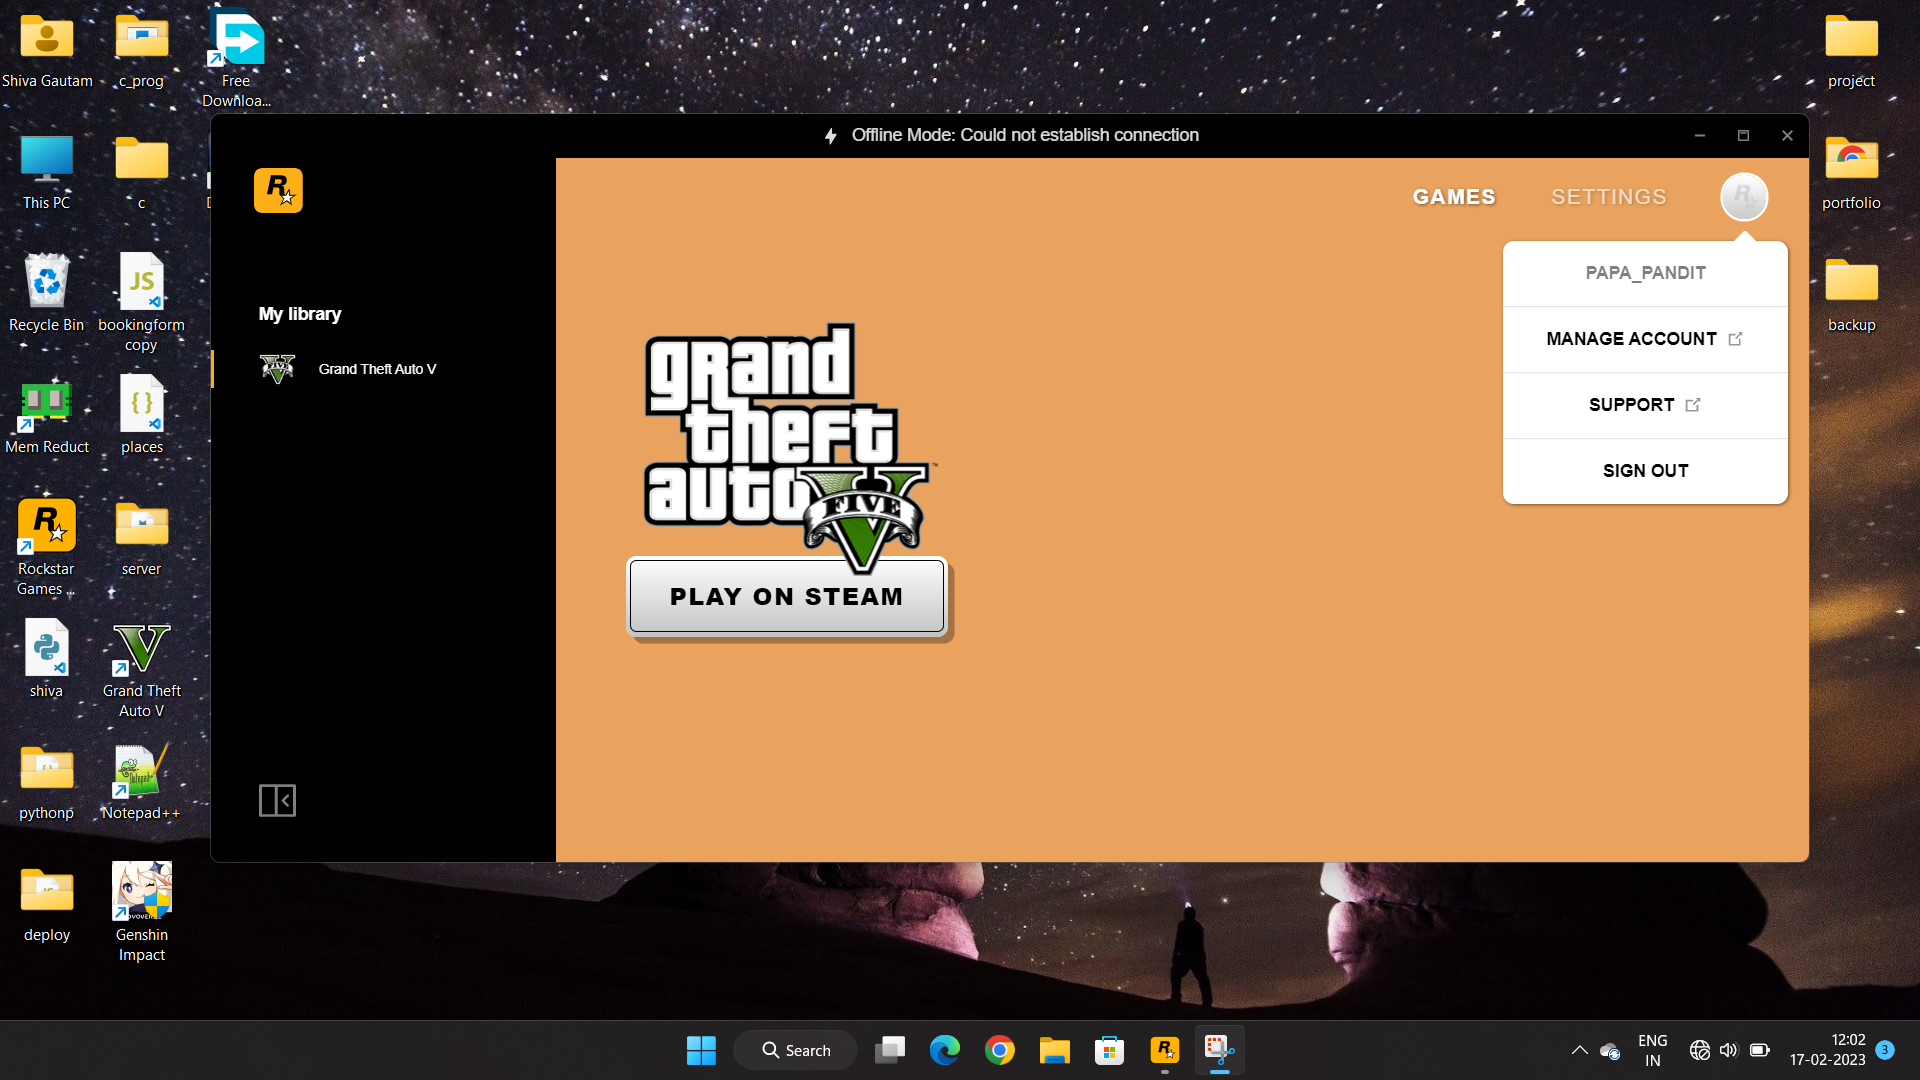 Shiva Gautam
c_prog
Free
Downloa...
project
Offline Mode: Could not establish connection
This PC
c
portfolio
GAMES
SETTINGS
PAPA_PANDIT
MANAGE ACCOUNT
SUPPORT
SIGN OUT
My library
Grand Theft Auto V
Recycle Bin
bookingform
copy
backup
grand
theft
auto
FIVE
PLAY ON STEAM
Mem Reduct
places
Rockstar
Games ...
server
shiva
Grand Theft
Auto V
pythonp
Notepad++
deploy
Genshin
Impact
Search
ENG
IN
12:02
17-02-2023
3